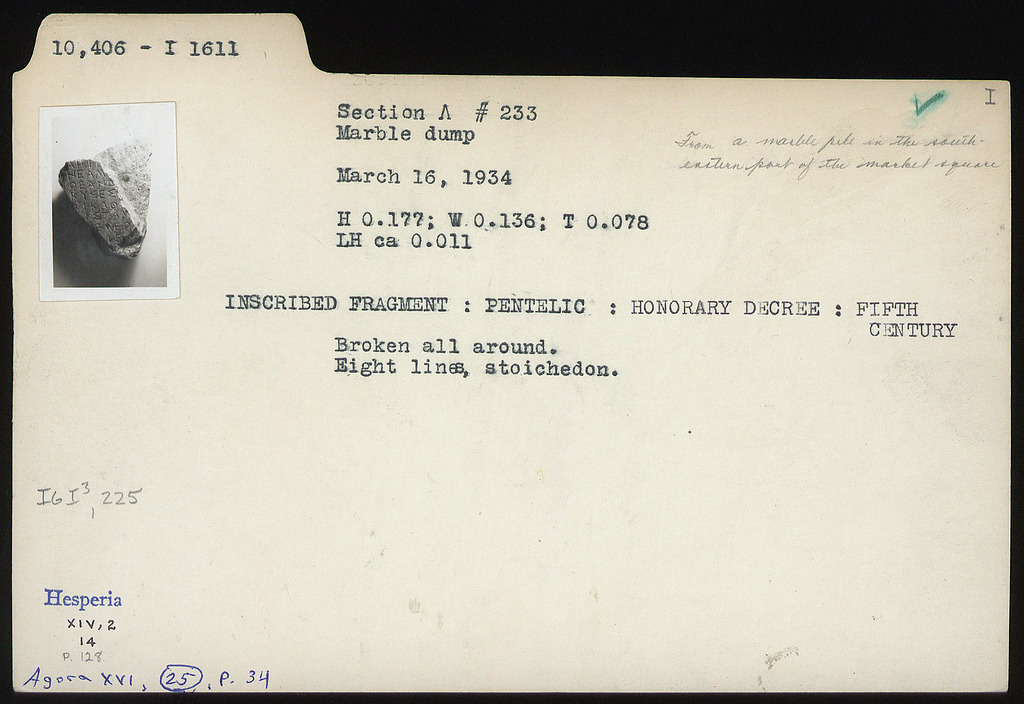 10,406 - I 1611
I
Section Λ # 233
Marble dump
From a marble pile in the south-
eastern part of the market square
March 16, 1934
H 0.177; W 0.136; T 0.078
LH ca 0.011
INSCRIBED FRAGMENT : PENTELIC : HONORARY DECREE : FIFTH
CENTURY
Broken all around.
Eight lines, stoichedon.
IG I³, 225
Hesperia
XIV, 2
14
P. 128
Agora XVI, 25, P. 34